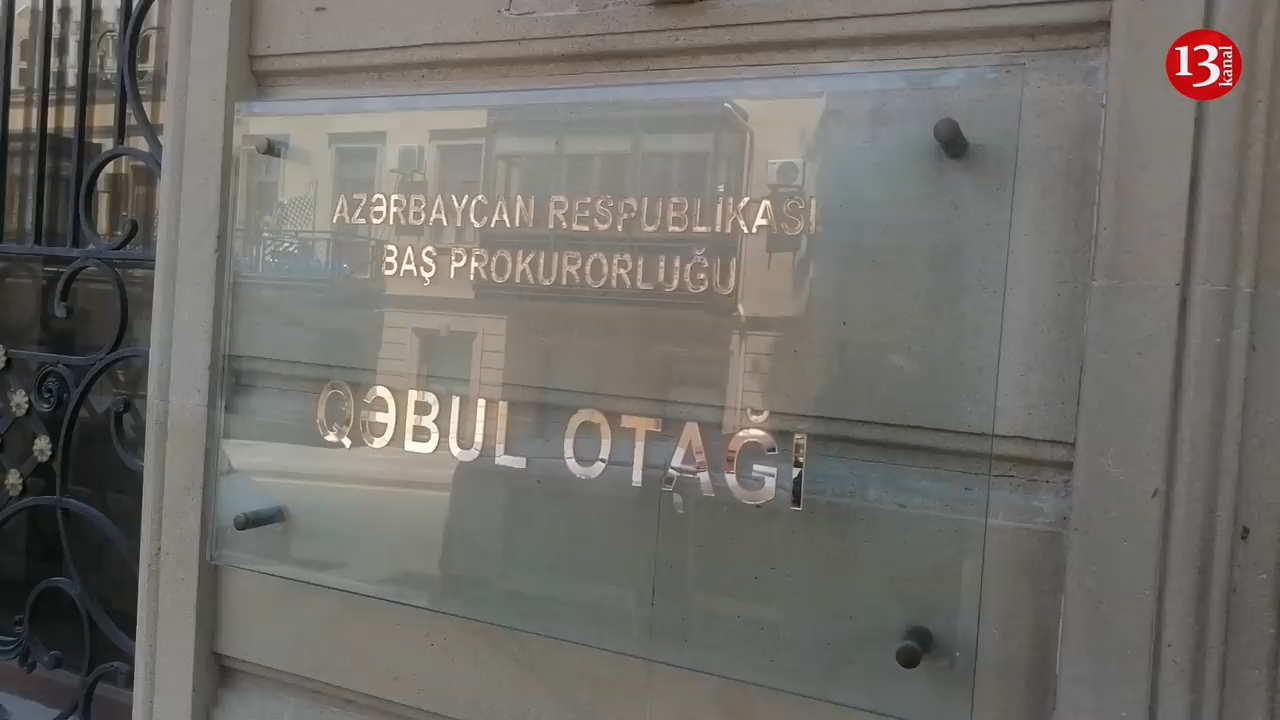 13
kanal
AZƏRBAYCAN RESPUBLİKASI
BAŞ PROKURORLUĞU
QƏBUL OTAĞI